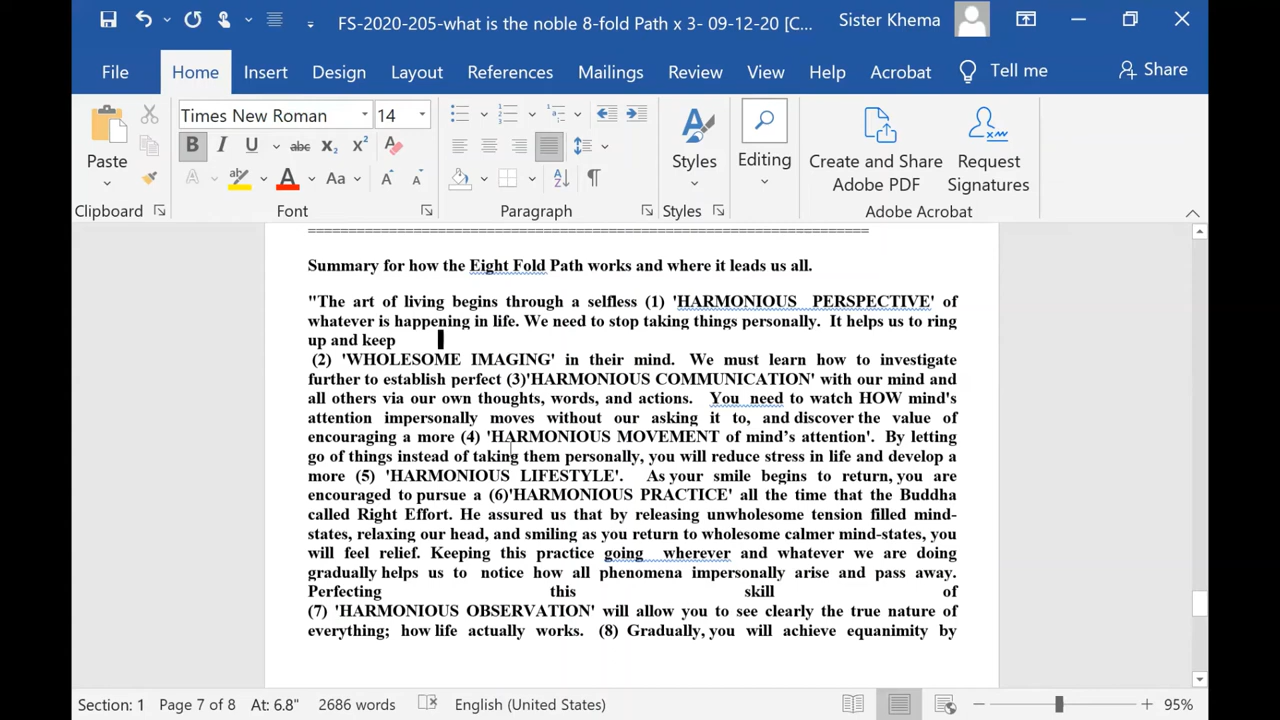 FS-2020-205-what is the noble 8-fold Path x 3- 09-12-20 [C... Sister Khema
File Home Insert Design Layout References Mailings Review View Help Acrobat Tell me Share
Times New Roman 14
Paste B I U abc x₂ x² Styles Editing Create and Share Adobe PDF Request Signatures
A A Aa A A
Clipboard Font Paragraph Styles Adobe Acrobat
===================================================================
Summary for how the Eight Fold Path works and where it leads us all.
"The art of living begins through a selfless (1) 'HARMONIOUS PERSPECTIVE' of
whatever is happening in life. We need to stop taking things personally. It helps us to ring
up and keep
(2) 'WHOLESOME IMAGING' in their mind. We must learn how to investigate
further to establish perfect (3)'HARMONIOUS COMMUNICATION' with our mind and
all others via our own thoughts, words, and actions. You need to watch HOW mind's
attention impersonally moves without our asking it to, and discover the value of
encouraging a more (4) 'HARMONIOUS MOVEMENT of mind’s attention'. By letting
go of things instead of taking them personally, you will reduce stress in life and develop a
more (5) 'HARMONIOUS LIFESTYLE'. As your smile begins to return, you are
encouraged to pursue a (6)'HARMONIOUS PRACTICE' all the time that the Buddha
called Right Effort. He assured us that by releasing unwholesome tension filled mind-
states, relaxing our head, and smiling as you return to wholesome calmer mind-states, you
will feel relief. Keeping this practice going wherever and whatever we are doing
gradually helps us to notice how all phenomena impersonally arise and pass away.
Perfecting this skill of
(7) 'HARMONIOUS OBSERVATION' will allow you to see clearly the true nature of
everything; how life actually works. (8) Gradually, you will achieve equanimity by
Section: 1 Page 7 of 8 At: 6.8" 2686 words English (United States) 95%